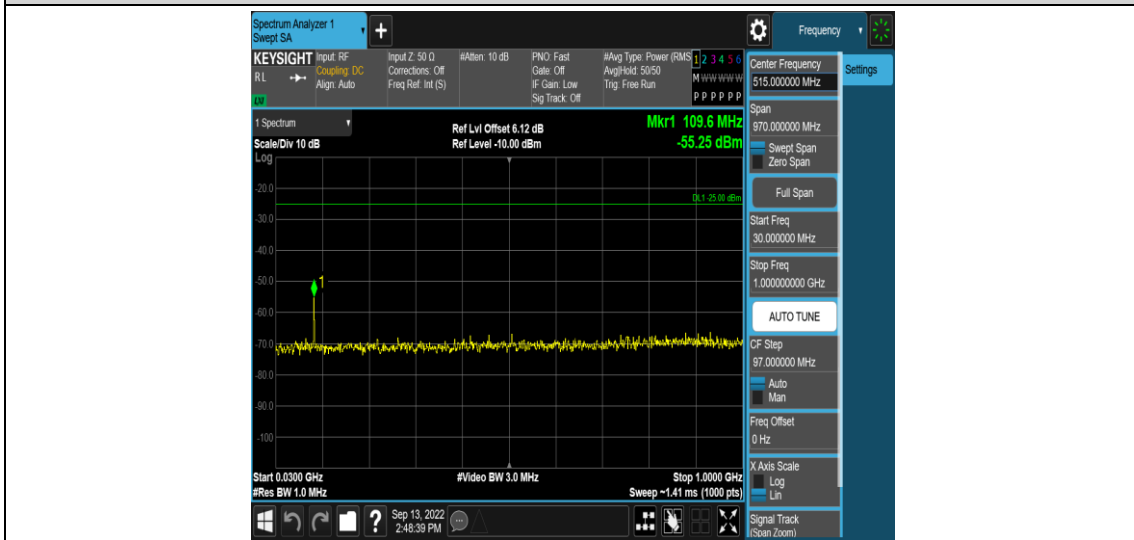 Spectrum Analyzer 1
Swept SA
Frequency
KEYSIGHT
RL
LXI
Input: RF
Coupling: DC
Align: Auto
Input Z: 50 Ω
Corrections: Off
Freq Ref: Int (S)
#Atten: 10 dB
PNO: Fast
Gate: Off
IF Gain: Low
Sig Track: Off
#Avg Type: Power (RMS
Avg|Hold: 50/50
Trig: Free Run
1 2 3 4 5 6
M W W W W W
P P P P P P
1 Spectrum
Scale/Div 10 dB
Log
Ref Lvl Offset 6.12 dB
Ref Level -10.00 dBm
Mkr1 109.6 MHz
-55.25 dBm
-20.0
DL1 -25.00 dBm
-30.0
-40.0
-50.0
1
-60.0
-70.0
-80.0
-90.0
-100
Start 0.0300 GHz
#Res BW 1.0 MHz
#Video BW 3.0 MHz
Stop 1.0000 GHz
Sweep ~1.41 ms (1000 pts)
Sep 13, 2022
2:48:39 PM
Center Frequency
515.000000 MHz
Settings
Span
970.000000 MHz
Swept Span
Zero Span
Full Span
Start Freq
30.000000 MHz
Stop Freq
1.000000000 GHz
AUTO TUNE
CF Step
97.000000 MHz
Auto
Man
Freq Offset
0 Hz
X Axis Scale
Log
Lin
Signal Track
(Span Zoom)